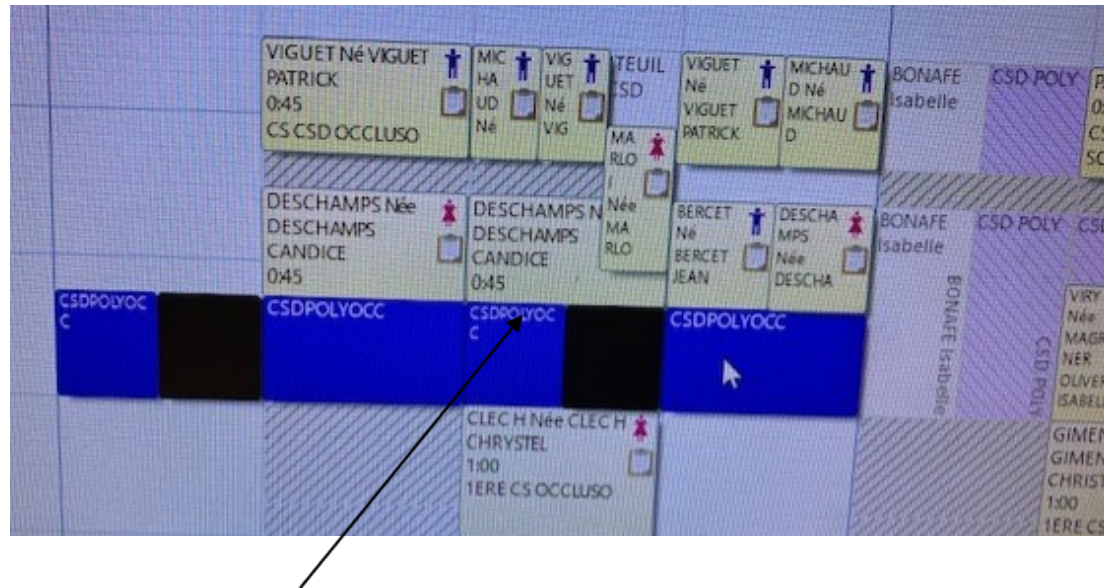 VIGUET Né VIGUET
PATRICK
0:45
CS CSD OCCLUSO
MIC
HA
UD
Né
VIG
UET
Né
VIG
TEUIL
CSD
MA
RLO
I
Née
MA
RLO
VIGUET
Né
VIGUET
PATRICK
MICHAU
D Né
MICHAU
D
BONAFE
Isabelle
CSD POLY
DESCHAMPS Née
DESCHAMPS
CANDICE
0:45
DESCHAMPS N
DESCHAMPS
CANDICE
0:45
BERCET
Né
BERCET
JEAN
DESCHA
MPS
Née
DESCHA
BONAFE
Isabelle
CSD POLY
BONAFE Isabelle
CSD POLY
CSDPOLYOC
C
CSDPOLYOCC
CSDPOLYOC
C
CSDPOLYOCC
VIRY
Née
MAGR
NER
OLIVER
ISABELL
CLEC H Née CLEC H
CHRYSTEL
1:00
1ERE CS OCCLUSO
GIMEN
GIMEN
CHRIST
1:00
1ERE CS